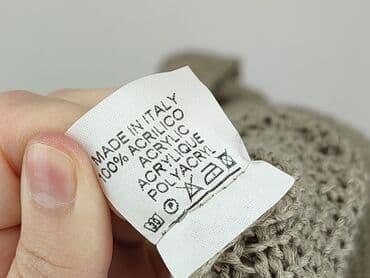 MADE IN ITALY
100% ACRILICO
ACRYLIC
ACRYLIQUE
POLYACRYL